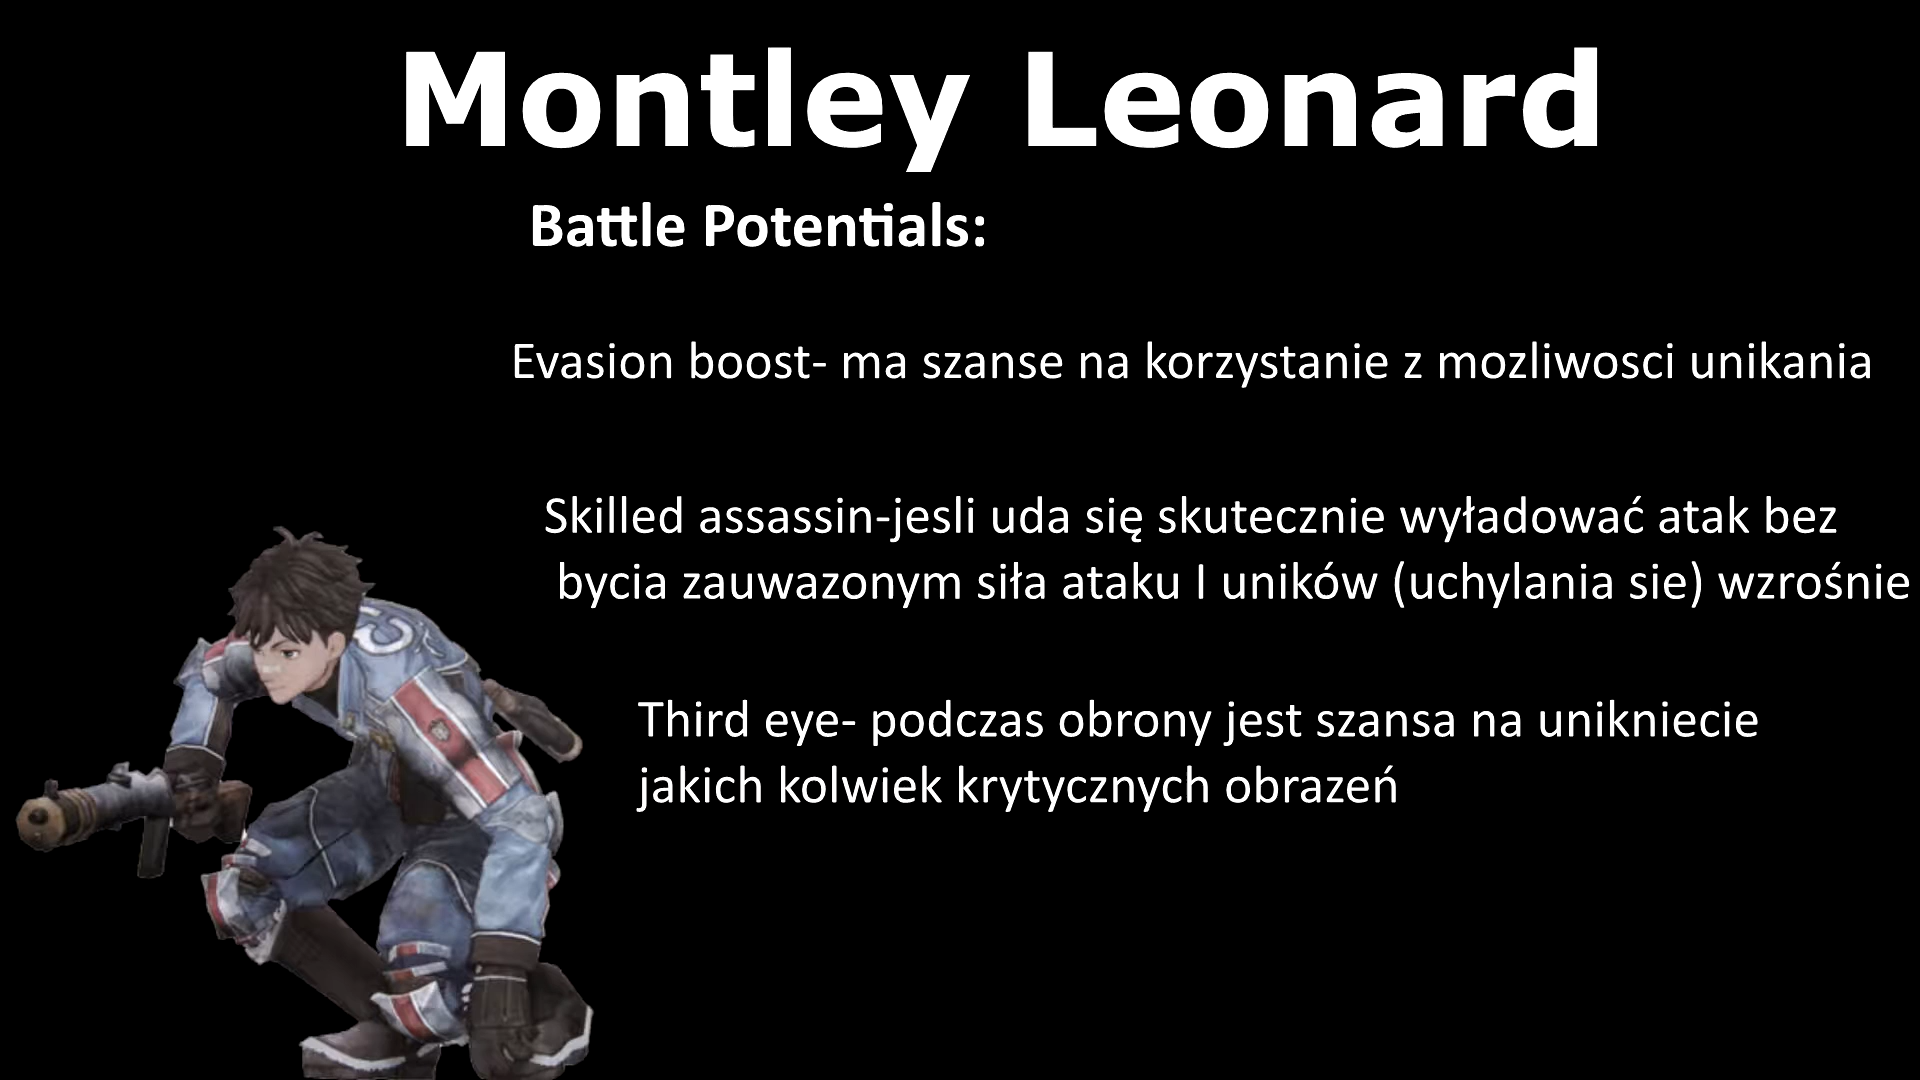 Montley Leonard
Battle Potentials:
Evasion boost- ma szanse na korzystanie z mozliwosci unikania
Skilled assassin-jesli uda się skutecznie wyładować atak bez
bycia zauwazonym siła ataku I uników (uchylania sie) wzrośnie
Third eye- podczas obrony jest szansa na unikniecie
jakich kolwiek krytycznych obrazeń